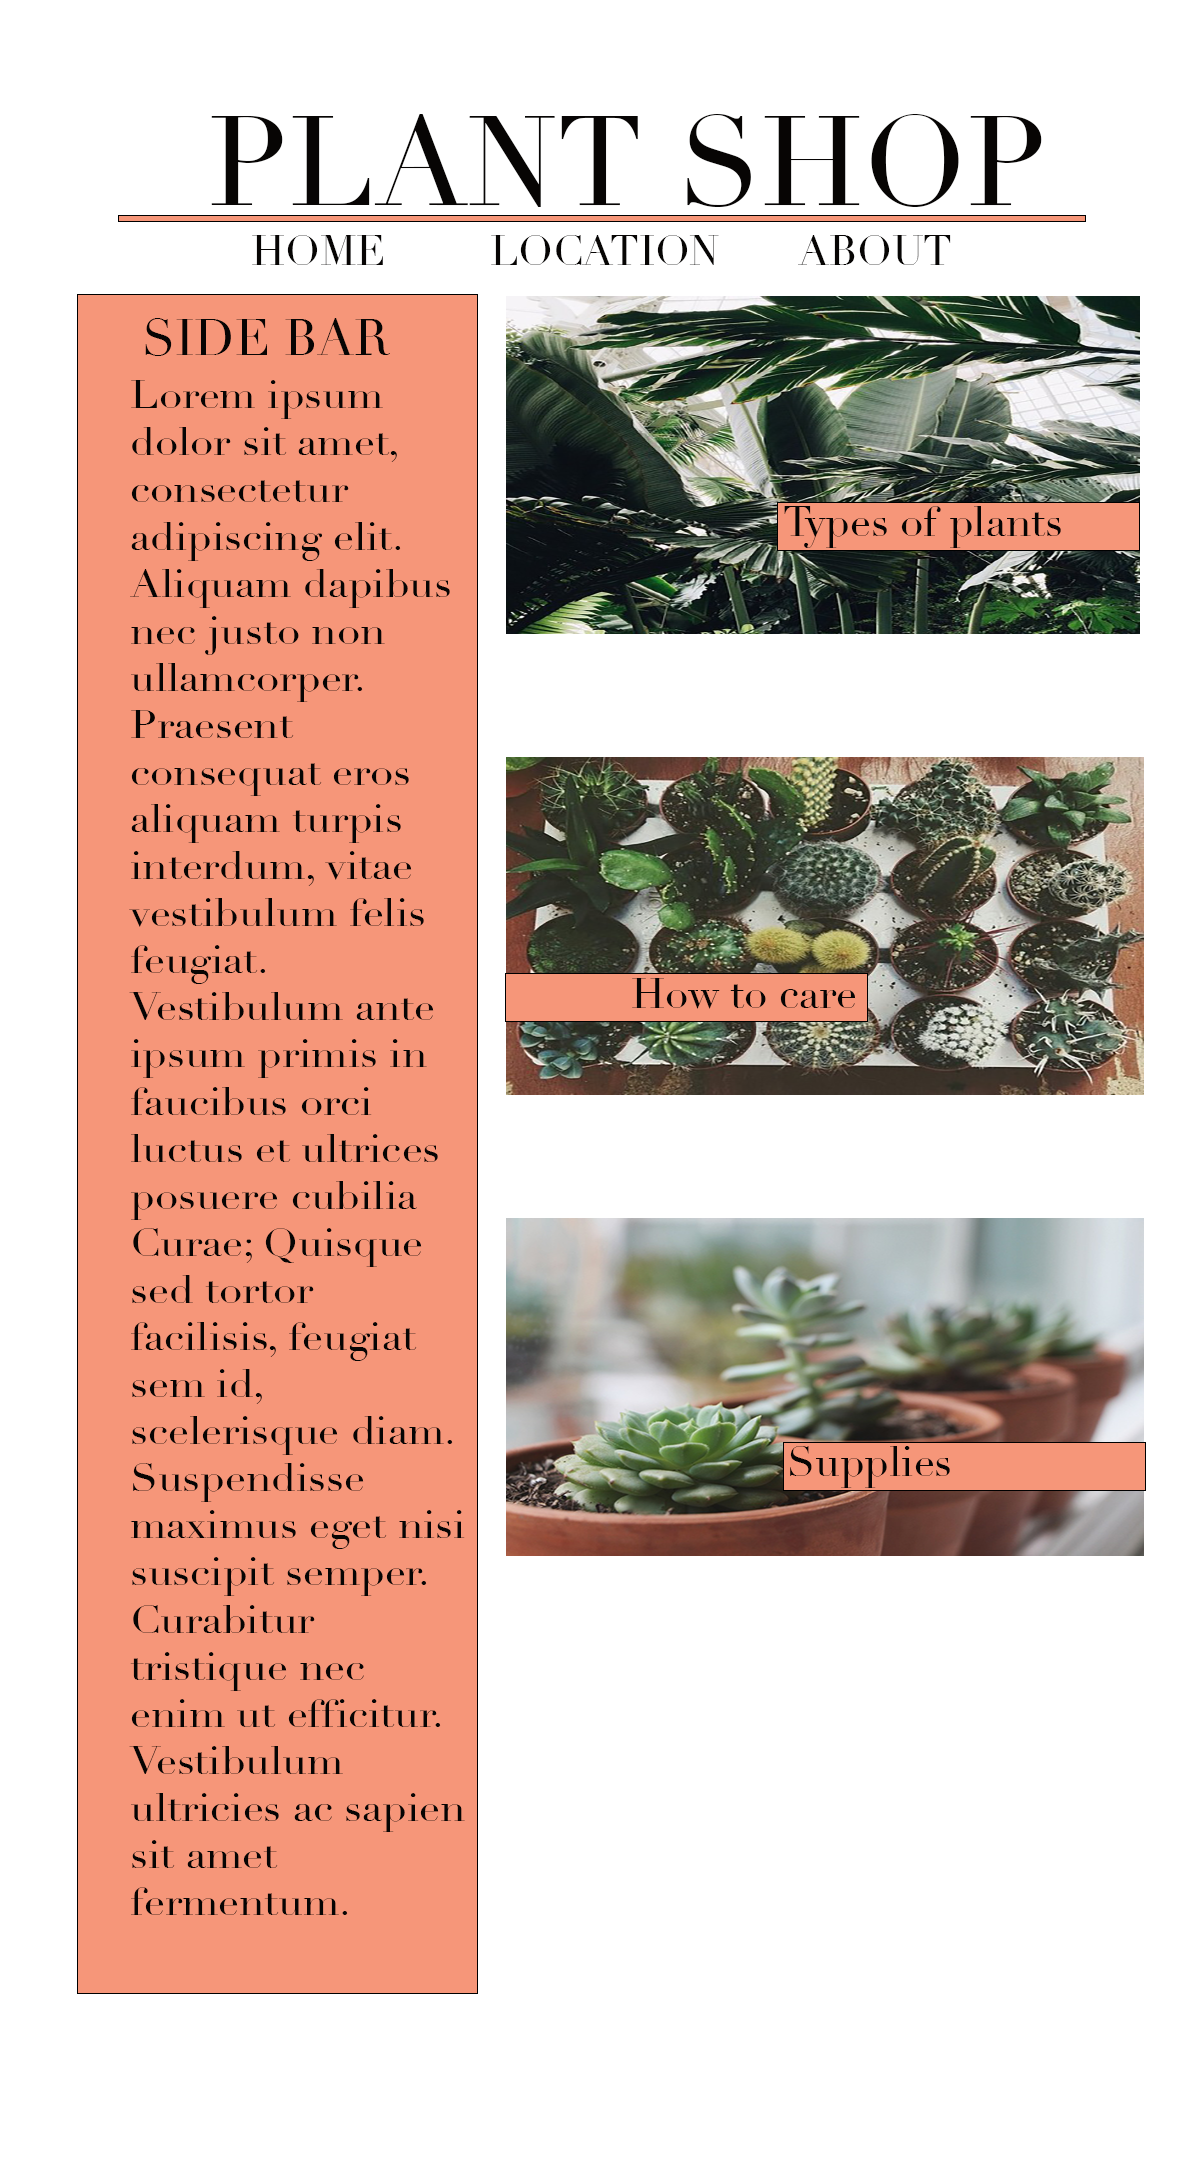 PLANT SHOP
HOME LOCATION ABOUT
SIDE BAR
Lorem ipsum
dolor sit amet,
consectetur
adipiscing elit.
Aliquam dapibus
nec justo non
ullamcorper.
Praesent
consequat eros
aliquam turpis
interdum, vitae
vestibulum felis
feugiat.
Vestibulum ante
ipsum primis in
faucibus orci
luctus et ultrices
posuere cubilia
Curae; Quisque
sed tortor
facilisis, feugiat
sem id,
scelerisque diam.
Suspendisse
maximus eget nisi
suscipit semper.
Curabitur
tristique nec
enim ut efficitur.
Vestibulum
ultricies ac sapien
sit amet
fermentum.
Types of plants
How to care
Supplies